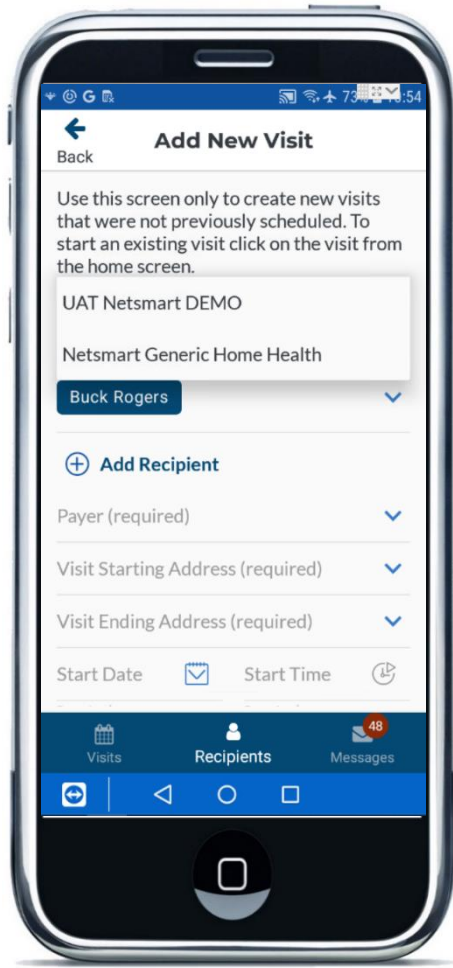 G 73 :54
Back
Add New Visit
Use this screen only to create new visits
that were not previously scheduled. To
start an existing visit click on the visit from
the home screen.
UAT Netsmart DEMO
Netsmart Generic Home Health
Buck Rogers
Add Recipient
Payer (required)
Visit Starting Address (required)
Visit Ending Address (required)
Start Date Start Time
48
Visits Recipients Messages